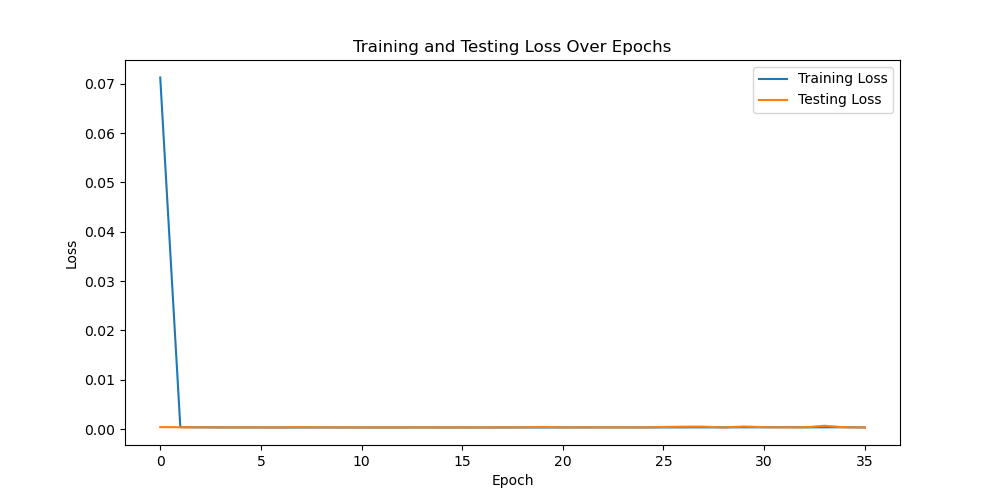 Training and Testing Loss Over Epochs
Training Loss
Testing Loss
Loss
0.07
0.06
0.05
0.04
0.03
0.02
0.01
0.00
0 5 10 15 20 25 30 35
Epoch